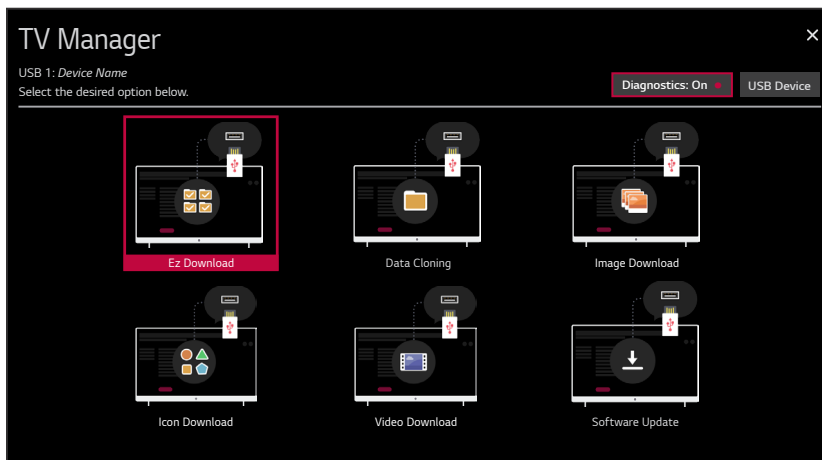 TV Manager
USB 1: Device Name
Select the desired option below.
Diagnostics: On
USB Device
Ez Download
Data Cloning
Image Download
Icon Download
Video Download
Software Update